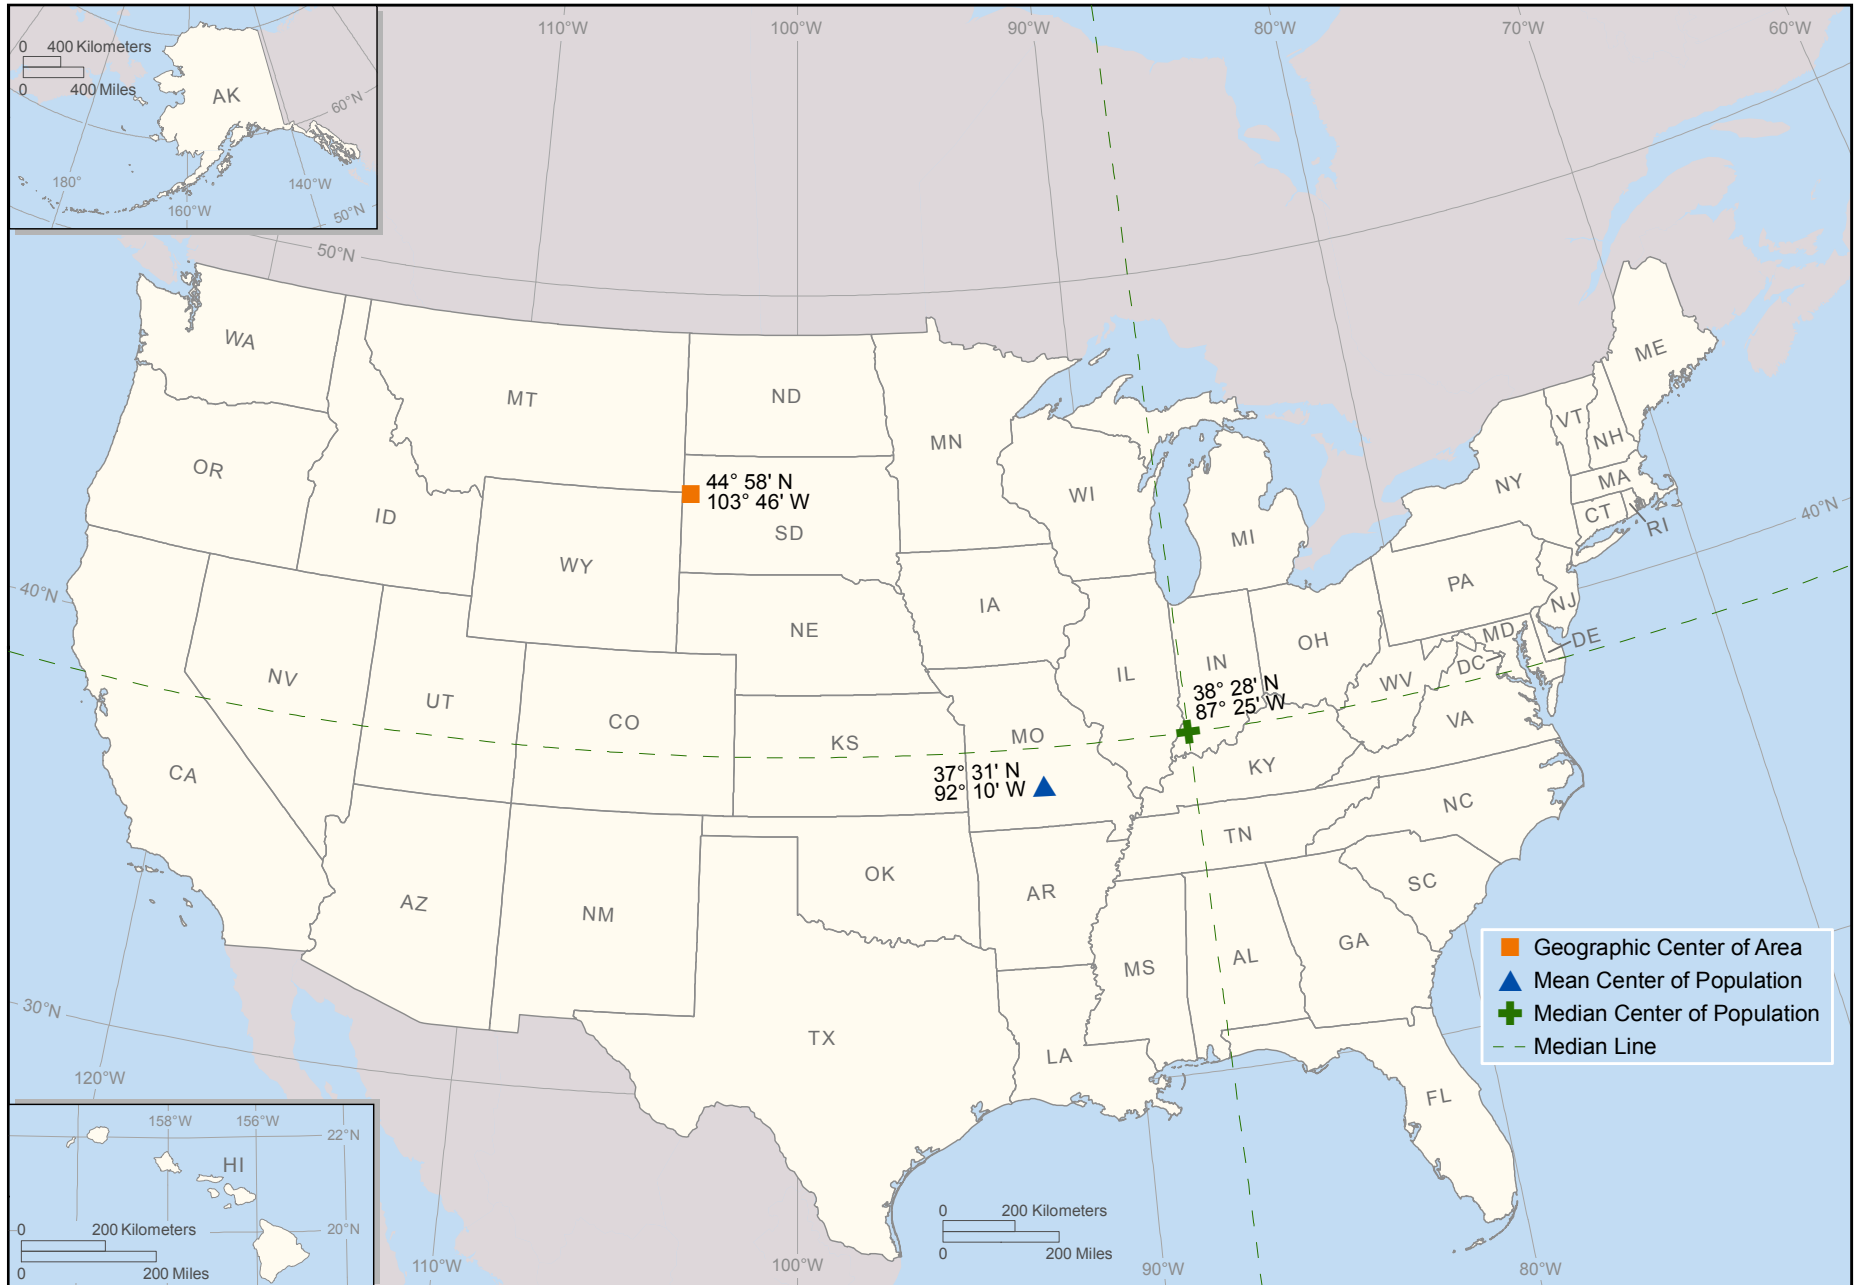 110°W
100°W
90°W
80°W
70°W
60°W
0 400 Kilometers
0 400 Miles
AK
60°N
180°
160°W
140°W
50°N
50°N
WA
MT
ND
MN
ME
VT
NH
OR
ID
WY
SD
WI
MI
NY
MA
CT
RI
40°N
44° 58' N
103° 46' W
40°N
NV
UT
CO
NE
IA
IL
IN
OH
PA
NJ
MD
DE
DC
WV
VA
38° 28' N
87° 25' W
CA
KS
MO
KY
37° 31' N
92° 10' W
AZ
NM
OK
AR
TN
NC
SC
TX
LA
MS
AL
GA
FL
30°N
120°W
Geographic Center of Area
Mean Center of Population
Median Center of Population
Median Line
158°W
156°W
22°N
HI
20°N
0 200 Kilometers
0 200 Miles
0 200 Kilometers
0 200 Miles
110°W
100°W
90°W
80°W